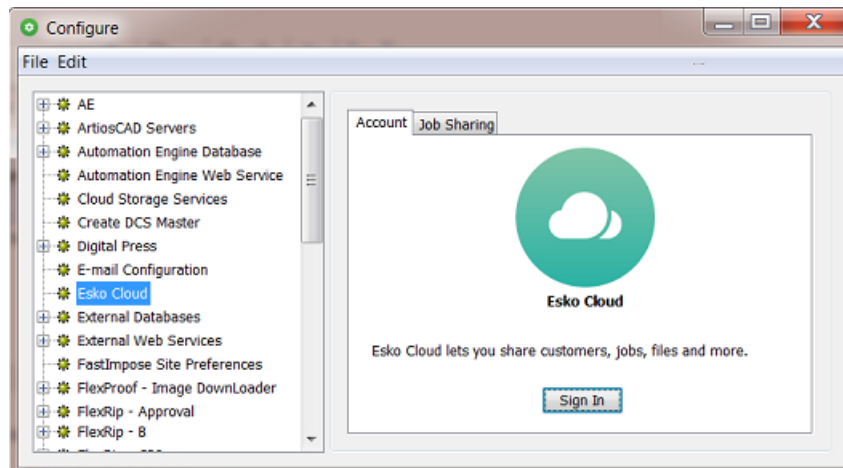 Configure
File Edit
AE
ArtiosCAD Servers
Automation Engine Database
Automation Engine Web Service
Cloud Storage Services
Create DCS Master
Digital Press
E-mail Configuration
Esko Cloud
External Databases
External Web Services
FastImpose Site Preferences
FlexProof - Image DownLoader
FlexRip - Approval
FlexRip - B
Account Job Sharing
Esko Cloud
Esko Cloud lets you share customers, jobs, files and more.
Sign In